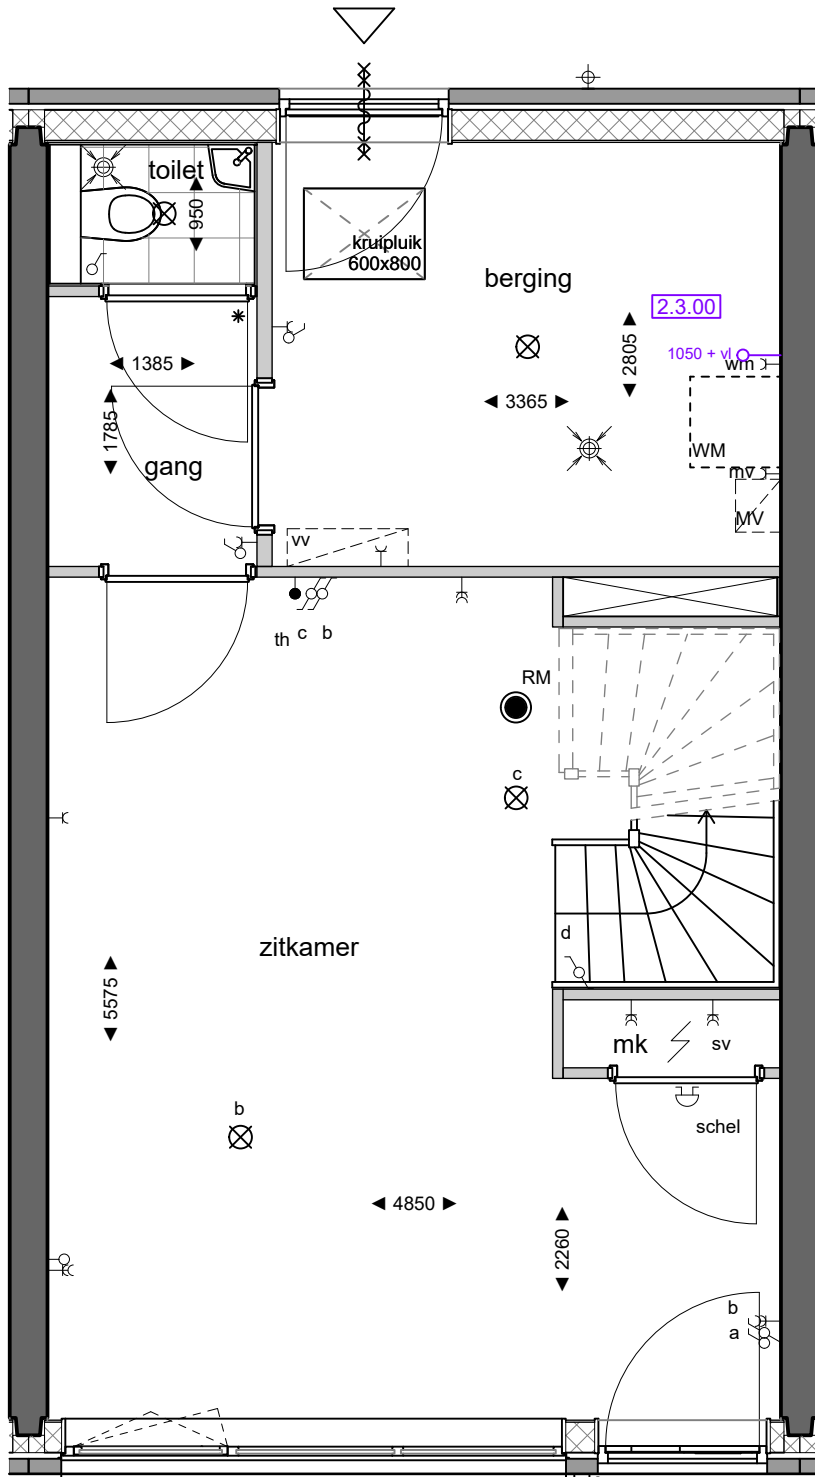 toilet
950
kruipluik
600x800
berging
2.3.00
2805
1050 + vl
wm
1385
3365
1785
gang
WM
mv
MV
vv
th
c
b
RM
c
zitkamer
d
5575
mk
sv
b
schel
4850
2260
b
a